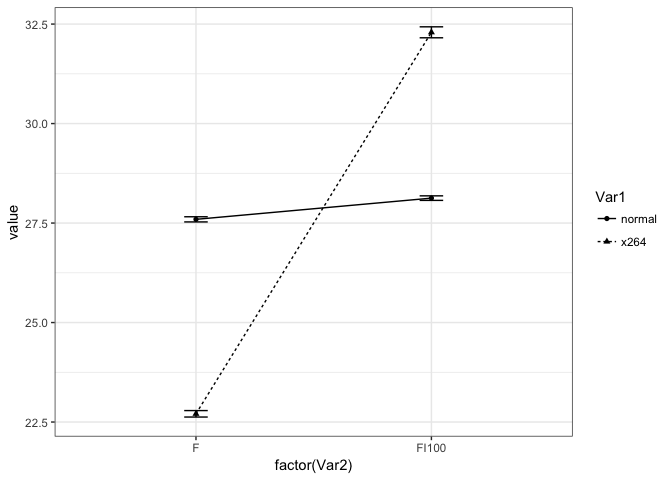 32.5
30.0
27.5
25.0
22.5
value
F
FI100
factor(Var2)
Var1
normal
x264